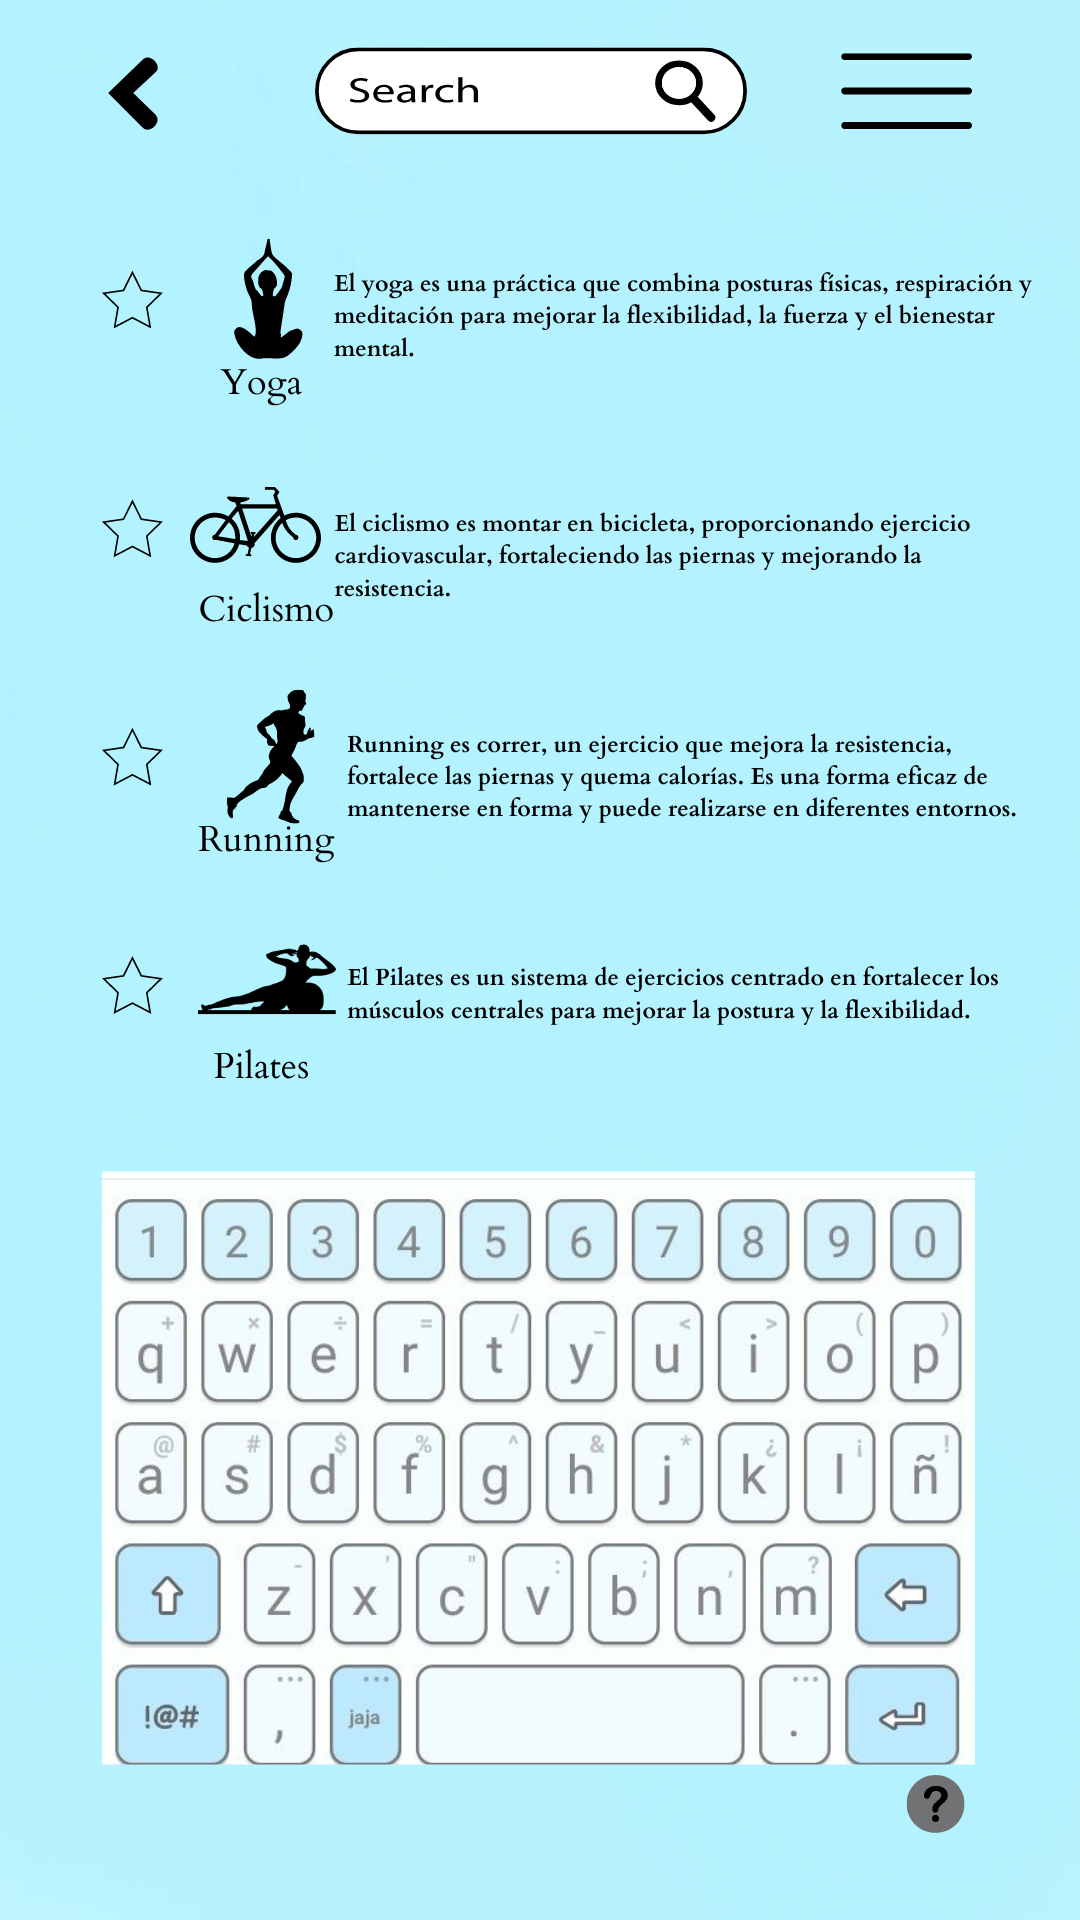 Search
El yoga es una práctica que combina posturas físicas, respiración y
meditación para mejorar la flexibilidad, la fuerza y el bienestar
mental.
Yoga
El ciclismo es montar en bicicleta, proporcionando ejercicio
cardiovascular, fortaleciendo las piernas y mejorando la
resistencia.
Ciclismo
Running es correr, un ejercicio que mejora la resistencia,
fortalece las piernas y quema calorías. Es una forma eficaz de
mantenerse en forma y puede realizarse en diferentes entornos.
Running
El Pilates es un sistema de ejercicios centrado en fortalecer los
músculos centrales para mejorar la postura y la flexibilidad.
Pilates
1 2 3 4 5 6 7 8 9 0
+ × ÷ = / _ < > ( )
q w e r t y u i o p
@ # $ % ^ & * ¿ ¡ !
a s d f g h j k l ñ
- ' " : ; , ?
z x c v b n m
... ... ...
!@# , jaja .
?